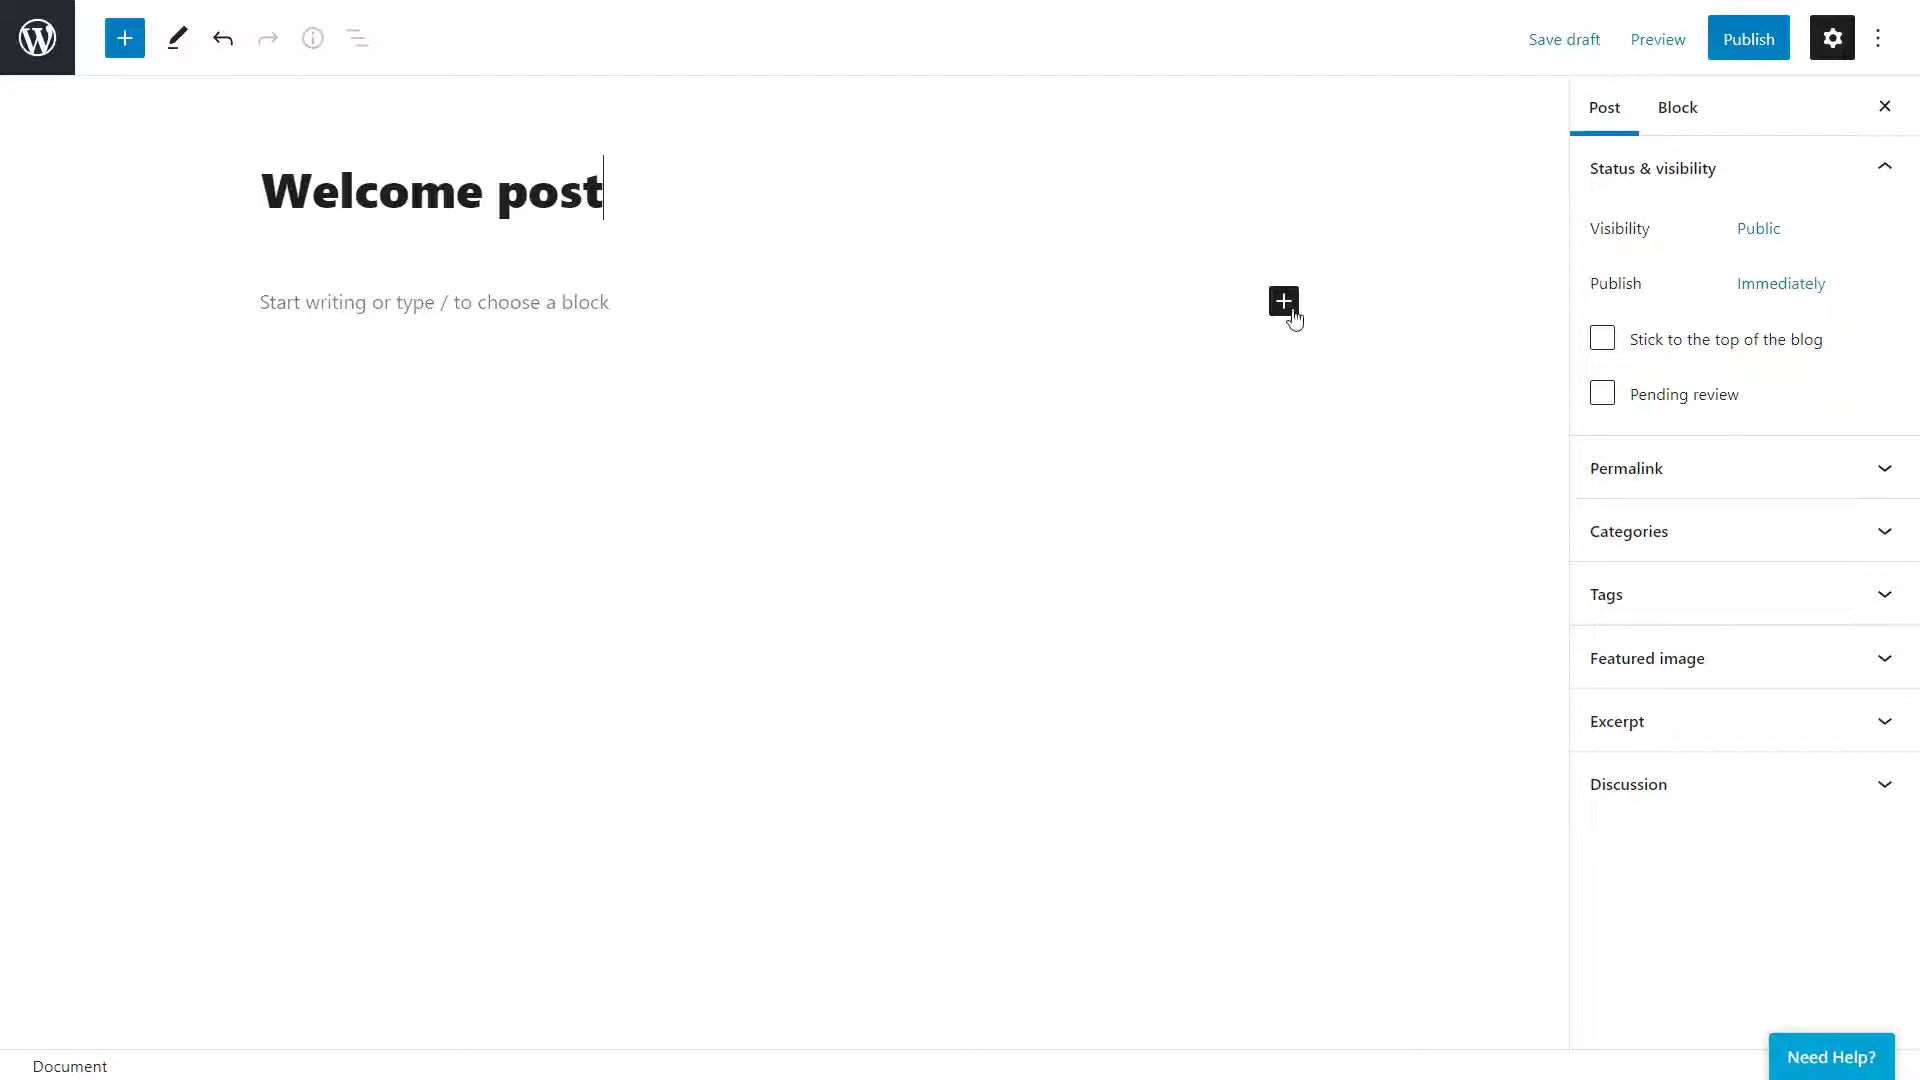 Save draft
Preview
Publish
Post
Block
Welcome post
Start writing or type / to choose a block
Status & visibility
Visibility
Public
Publish
Immediately
Stick to the top of the blog
Pending review
Permalink
Categories
Tags
Featured image
Excerpt
Discussion
Document
Need Help?